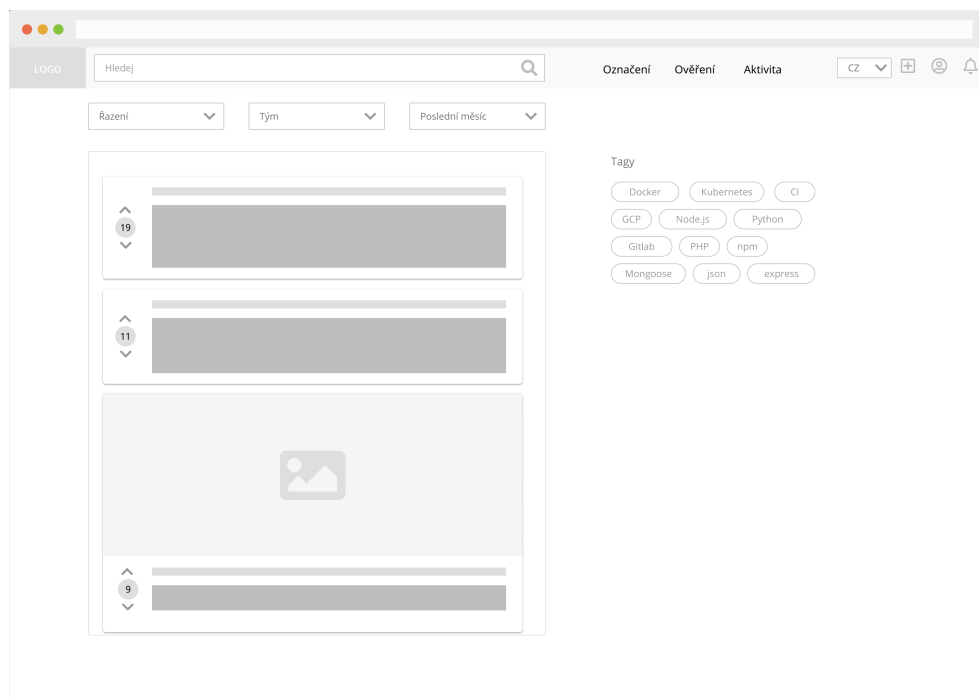 LOGO
Hledej
Označení Ověření Aktivita
CZ
Řazení Tým Poslední měsíc
19
11
9
Tagy
Docker Kubernetes CI
GCP Node.js Python
Gitlab PHP npm
Mongoose json express